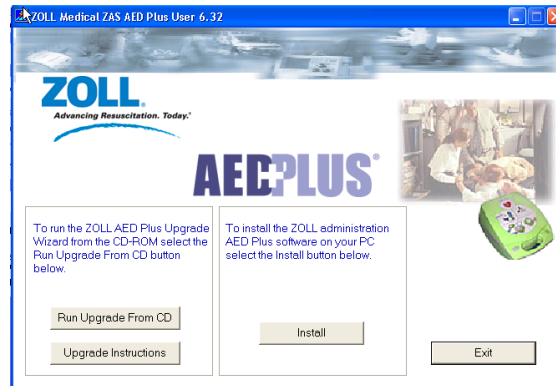 ZOLL Medical ZAS AED Plus User 6.32
ZOLL.
Advancing Resuscitation. Today.®
AEDPLUS®
To run the ZOLL AED Plus Upgrade
Wizard from the CD-ROM select the
Run Upgrade From CD button
below.
To install the ZOLL administration
AED Plus software on your PC
select the Install button below.
Run Upgrade From CD
Upgrade Instructions
Install
Exit